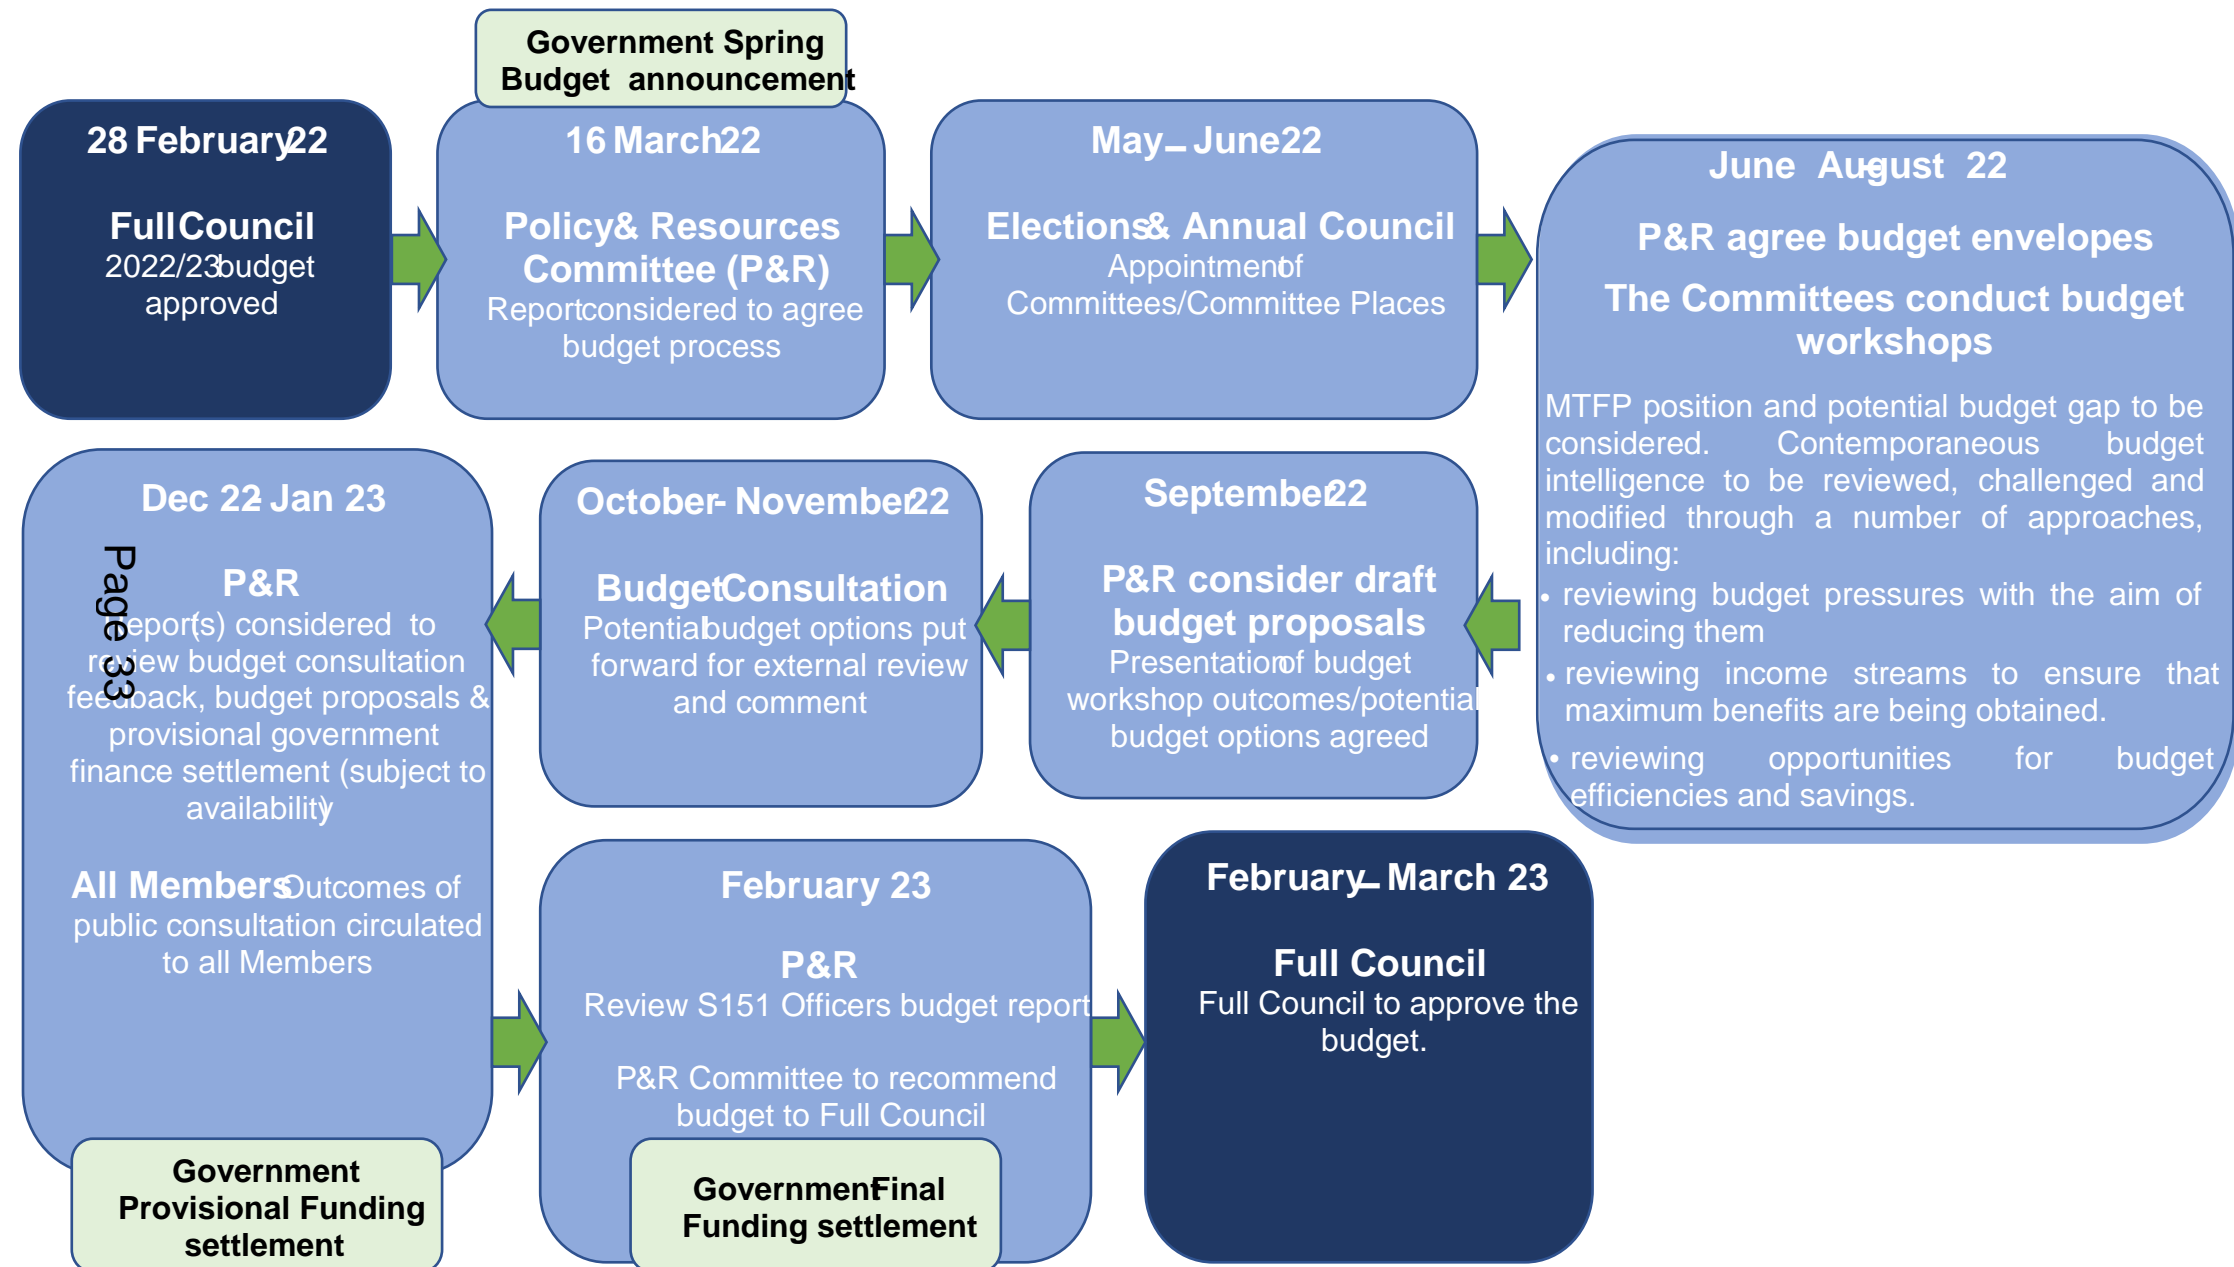 Government Spring
Budget announcement
28 February 22
Full Council
2022/23 budget
approved
16 March 22
Policy & Resources
Committee (P&R)
Report considered to agree
budget process
May – June 22
Elections & Annual Council
Appointment of
Committees/Committee Places
June – August 22
P&R agree budget envelopes
The Committees conduct budget
workshops
MTFP position and potential budget gap to be
considered. Contemporaneous budget
intelligence to be reviewed, challenged and
modified through a number of approaches,
including:
• reviewing budget pressures with the aim of
reducing them
• reviewing income streams to ensure that
maximum benefits are being obtained.
• reviewing opportunities for budget
efficiencies and savings.
September 22
P&R consider draft
budget proposals
Presentation of budget
workshop outcomes/potential
budget options agreed
October - November 22
Budget Consultation
Potential budget options put
forward for external review
and comment
Dec 22 - Jan 23
P&R
Report(s) considered to
review budget consultation
feedback, budget proposals &
provisional government
finance settlement (subject to
availability)
All Members Outcomes of
public consultation circulated
to all Members
Page 33
Government
Provisional Funding
settlement
February 23
P&R
Review S151 Officers budget report
P&R Committee to recommend
budget to Full Council
Government Final
Funding settlement
February – March 23
Full Council
Full Council to approve the
budget.